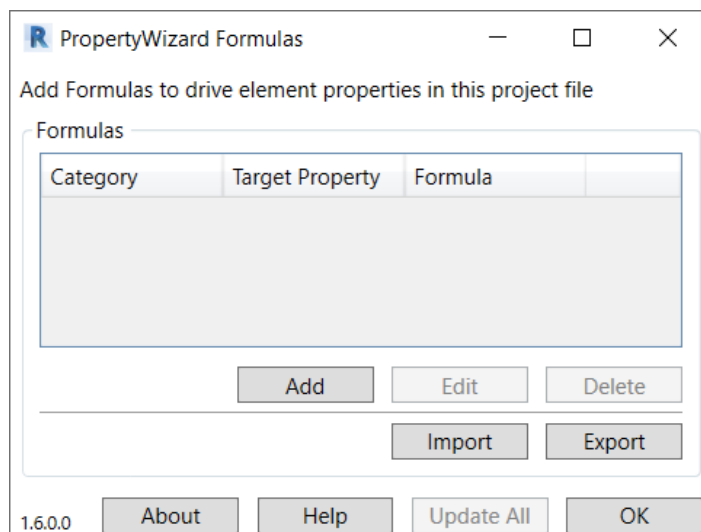 PropertyWizard Formulas
Add Formulas to drive element properties in this project file
Formulas
Category Target Property Formula
Add Edit Delete
Import Export
1.6.0.0 About Help Update All OK